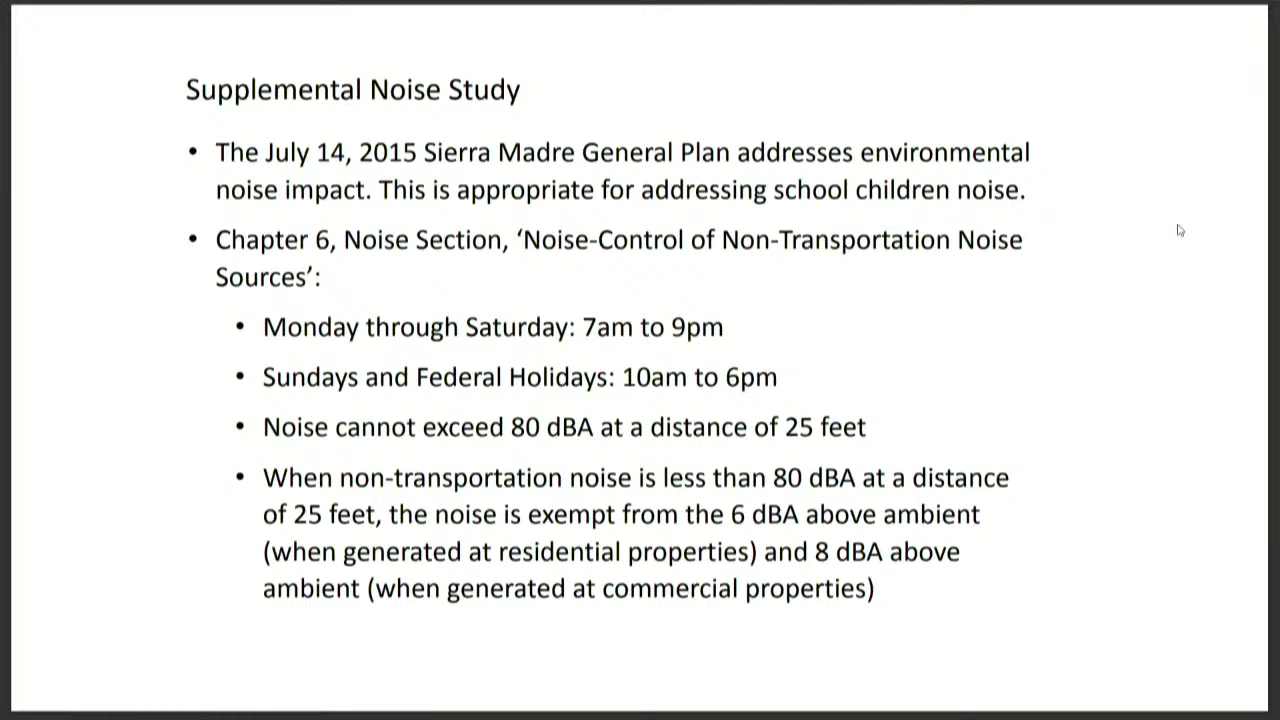 Supplemental Noise Study
• The July 14, 2015 Sierra Madre General Plan addresses environmental
noise impact. This is appropriate for addressing school children noise.
• Chapter 6, Noise Section, ‘Noise-Control of Non-Transportation Noise
Sources’:
• Monday through Saturday: 7am to 9pm
• Sundays and Federal Holidays: 10am to 6pm
• Noise cannot exceed 80 dBA at a distance of 25 feet
• When non-transportation noise is less than 80 dBA at a distance
of 25 feet, the noise is exempt from the 6 dBA above ambient
(when generated at residential properties) and 8 dBA above
ambient (when generated at commercial properties)